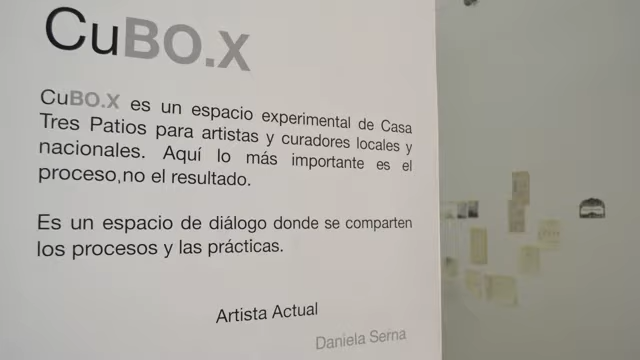 CuBO.X
CuBO.X es un espacio experimental de Casa
Tres Patios para artistas y curadores locales y
nacionales. Aquí lo más importante es el
proceso,no el resultado.
Es un espacio de diálogo donde se comparten
los procesos y las prácticas.
Artista Actual
Daniela Serna